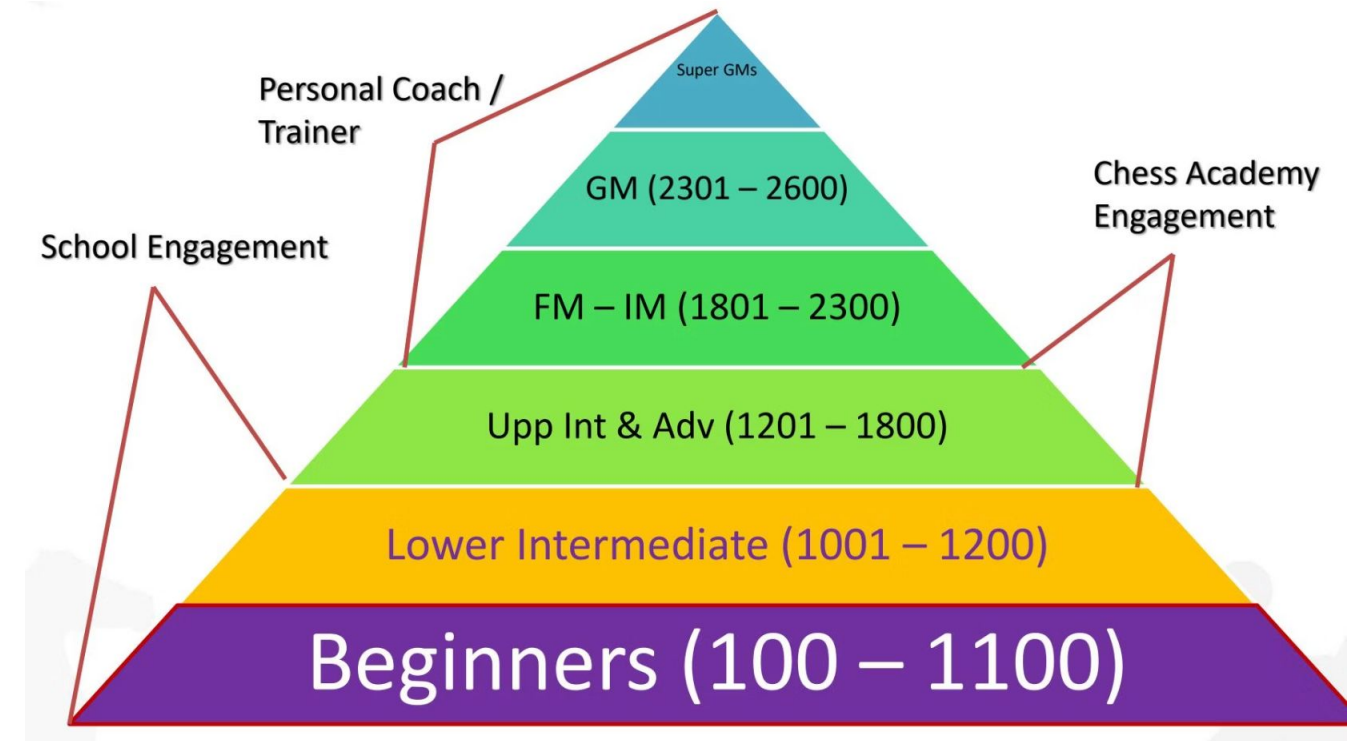 Super GMs
Personal Coach /
Trainer
GM (2301 – 2600)
Chess Academy
Engagement
School Engagement
FM – IM (1801 – 2300)
Upp Int & Adv (1201 – 1800)
Lower Intermediate (1001 – 1200)
Beginners (100 – 1100)